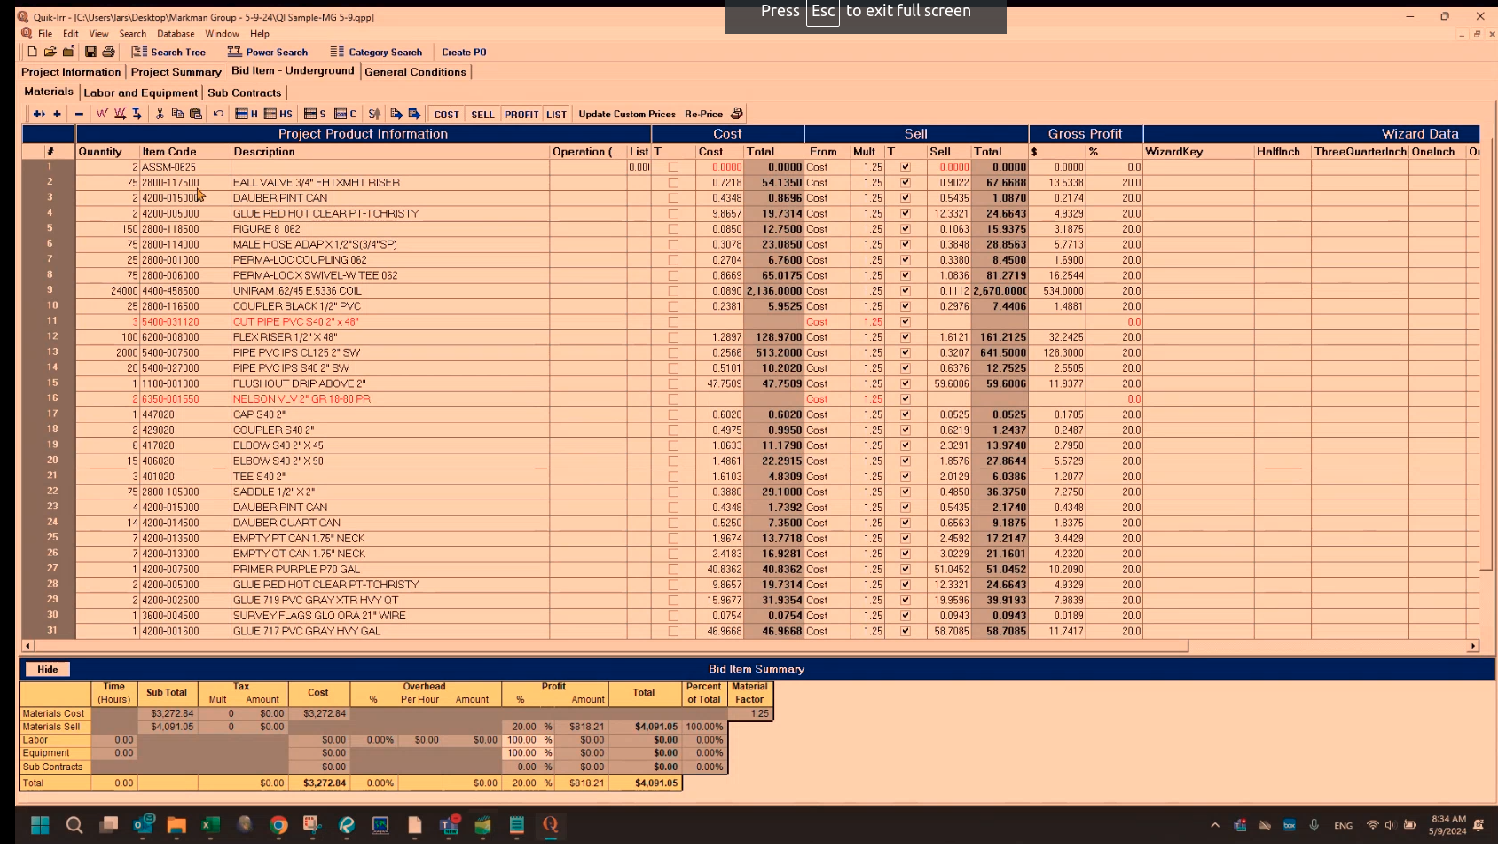 Quik-Irr - [C:\Users\lars\Desktop\Markman Group - 5-9-24\QI Sample-MG 5-9.qpp]
Press Esc to exit full screen
File Edit View Search Database Window Help
Search Tree Power Search Category Search Create PO
Project Information Project Summary Bid Item - Underground General Conditions
Materials Labor and Equipment Sub Contracts
H HS S C COST SELL PROFIT LIST Update Custom Prices Re-Price
Project Product Information Cost Sell Gross Profit Wizard Data
# Quantity Item Code Description Operation ( List T Cost Total From Mult T Sell Total $ % WizardKey HalfInch ThreeQuarterInch OneInch
1 2 ASSM-0625 0.0000 0.0000 Cost 1.25 0.0000 0.0000 0.0000 0.0
2 75 2800-117500 0.7218 54.1350 Cost 1.25 0.9022 67.6688 13.5338 20.0
3 2 4200-015000 DAUBER PINT CAN 0.4348 0.8696 Cost 1.25 0.5435 1.0870 0.2174 20.0
4 2 4200-005000 GLUE RED HOT CLEAR PT-TCHRISTY 9.8657 19.7314 Cost 1.25 12.3321 24.6643 4.9329 20.0
5 150 2800-118500 FIGURE 8 .062 0.0850 12.7500 Cost 1.25 0.1063 15.9375 3.1875 20.0
6 75 2800-114000 MALE HOSE ADAP X 1/2"S(3/4"SP) 0.3078 23.0850 Cost 1.25 0.3848 28.8563 5.7713 20.0
7 25 2800-001000 PERMA-LOC COUPLING 062 0.2704 6.7600 Cost 1.25 0.3380 8.4500 1.6900 20.0
8 75 2800-006000 PERMA-LOC X SWIVEL-W TEE 062 0.8669 65.0175 Cost 1.25 1.0836 81.2719 16.2544 20.0
9 24000 4400-458500 UNIRAM .62/45 E.5336 COIL 0.0890 2,136.0000 Cost 1.25 0.1112 2,670.0000 534.0000 20.0
10 25 2800-116500 COUPLER BLACK 1/2" PVC 0.2381 5.9525 Cost 1.25 0.2976 7.4406 1.4881 20.0
11 3 5400-031120 CUT PIPE PVC S40 2" x 48" Cost 1.25 0.0
12 100 6200-008000 FLEX RISER 1/2" X 48" 1.2897 128.9700 Cost 1.25 1.6121 161.2125 32.2425 20.0
13 2000 5400-007500 PIPE PVC IPS CL125 2" SW 0.2566 513.2000 Cost 1.25 0.3207 641.5000 128.3000 20.0
14 20 5400-027000 PIPE PVC IPS S40 2" SW 0.5101 10.2020 Cost 1.25 0.6376 12.7525 2.5505 20.0
15 1 1100-001000 FLUSHOUT DRIP ABOVE 2" 47.7509 47.7509 Cost 1.25 59.6006 59.6006 11.9377 20.0
16 2 6350-001550 NELSON VLV 2" GR 18-80 PR Cost 1.25 0.0
17 1 447020 CAP S40 2" 0.6020 0.6020 Cost 1.25 20.0
18 2 429020 COUPLER S40 2" 0.4975 0.9950 Cost 1.25 0.6219 1.2437 0.2487 20.0
19 6 417020 ELBOW S40 2" X 45 11.1790 Cost 1.25 2.3291 13.9740 2.7950 20.0
20 15 406020 ELBOW S40 2" X 90 1.4861 22.2915 Cost 1.25 1.8576 27.8644 5.5729 20.0
21 3 401020 TEE S40 2" 1.6103 4.8309 Cost 1.25 2.0129 6.0386 1.2077 20.0
22 75 2800-105000 SADDLE 1/2" X 2" 0.3880 29.1000 Cost 1.25 0.4850 36.3750 7.2750 20.0
23 4 4200-015000 DAUBER PINT CAN 0.4348 1.7392 Cost 1.25 0.5435 2.1740 0.4348 20.0
24 14 4200-014500 DAUBER QUART CAN 0.5250 7.3500 Cost 1.25 0.6563 9.1875 1.8375 20.0
25 7 4200-013500 EMPTY PT CAN 1.75" NECK 1.9674 13.7718 Cost 1.25 2.4592 17.2147 3.4429 20.0
26 7 4200-013000 EMPTY QT CAN 1.75" NECK 2.4183 16.9281 Cost 1.25 3.0229 21.1601 4.2320 20.0
27 1 4200-007500 PRIMER PURPLE P70 GAL 40.8362 40.8362 Cost 1.25 51.0452 51.0452 10.2090 20.0
28 2 4200-005000 GLUE RED HOT CLEAR PT-TCHRISTY 9.8657 19.7314 Cost 1.25 12.3321 24.6643 4.9329 20.0
29 2 4200-002500 GLUE 719 PVC GRAY XTR HVY QT 15.9677 31.9354 Cost 1.25 19.9596 39.9193 7.9839 20.0
30 1 3600-004500 SURVEY FLAGS GLO ORA 21" WIRE 0.0754 0.0754 Cost 1.25 0.0943 0.0943 0.0189 20.0
31 1 4200-001600 GLUE 717 PVC GRAY HVY GAL 46.9668 46.9668 Cost 1.25 58.7085 58.7085 11.7417 20.0
Hide Bid Item Summary
Time (Hours) Sub Total Tax Mult Amount Cost Overhead % Per Hour Amount Profit % Amount Total Percent of Total Material Factor
Materials Cost $3,272.84 0 $0.00 $3,272.84 1.25
Materials Sell $4,091.05 0 $0.00 20.00 % $818.21 $4,091.05 100.00%
Labor 0.00 $0.00 0.00% $0.00 $0.00 100.00 % $0.00 $0.00 0.00%
Equipment 0.00 $0.00 100.00 % $0.00 $0.00 0.00%
Sub Contracts $0.00 0.00 % $0.00 $0.00 0.00%
Total 0.00 $0.00 $3,272.84 0.00% $0.00 20.00 % $818.21 $4,091.05
ENG 8:34 AM
5/9/2024